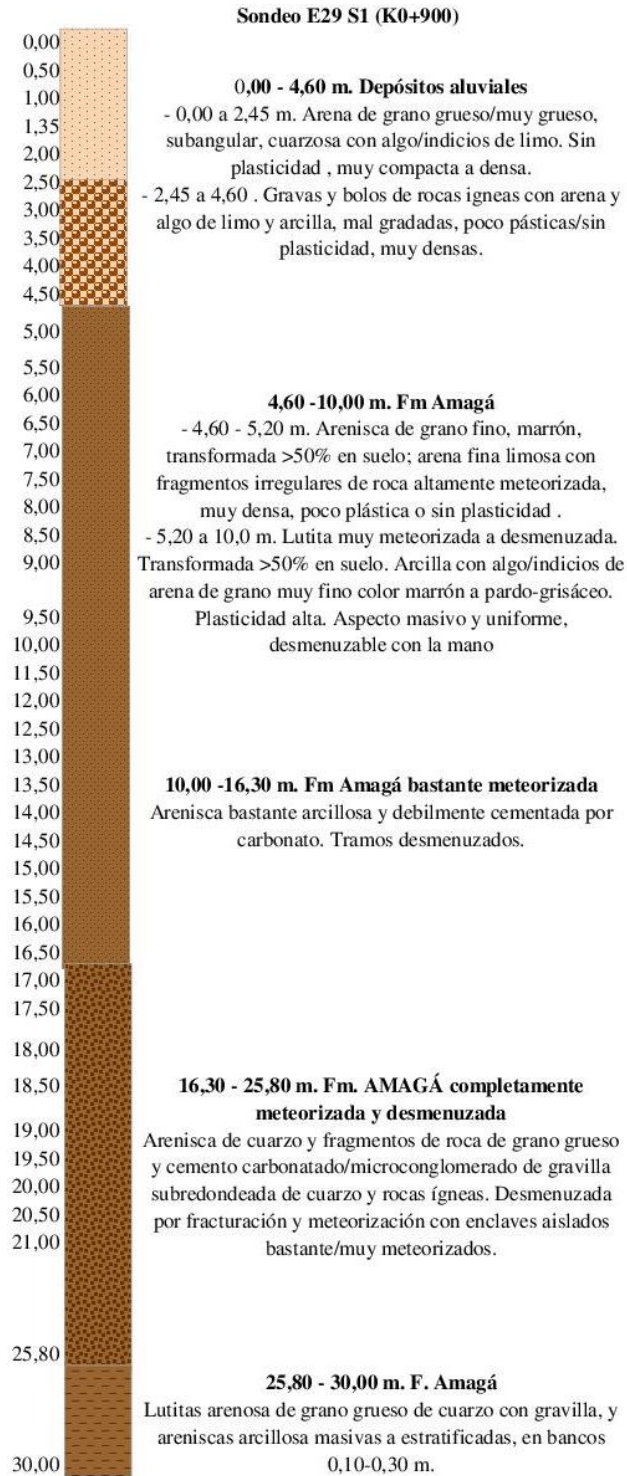 Sondeo E29 S1 (K0+900)
0,00
0,50
1,00
1,35
2,00
2,50
3,00
3,50
4,00
4,50
5,00
5,50
6,00
6,50
7,00
7,50
8,00
8,50
9,00
9,50
10,00
11,50
12,00
12,50
13,00
13,50
14,00
14,50
15,00
15,50
16,00
16,50
17,00
17,50
18,00
18,50
19,00
19,50
20,00
20,50
21,00
25,80
30,00
0,00 - 4,60 m. Depósitos aluviales
- 0,00 a 2,45 m. Arena de grano grueso/muy grueso,
subangular, cuarzosa con algo/indicios de limo. Sin
plasticidad , muy compacta a densa.
- 2,45 a 4,60 . Gravas y bolos de rocas igneas con arena y
algo de limo y arcilla, mal gradadas, poco pásticas/sin
plasticidad, muy densas.
4,60 -10,00 m. Fm Amagá
- 4,60 - 5,20 m. Arenisca de grano fino, marrón,
transformada >50% en suelo; arena fina limosa con
fragmentos irregulares de roca altamente meteorizada,
muy densa, poco plástica o sin plasticidad .
- 5,20 a 10,0 m. Lutita muy meteorizada a desmenuzada.
Transformada >50% en suelo. Arcilla con algo/indicios de
arena de grano muy fino color marrón a pardo-grisáceo.
Plasticidad alta. Aspecto masivo y uniforme,
desmenuzable con la mano
10,00 -16,30 m. Fm Amagá bastante meteorizada
Arenisca bastante arcillosa y debilmente cementada por
carbonato. Tramos desmenuzados.
16,30 - 25,80 m. Fm. AMAGÁ completamente
meteorizada y desmenuzada
Arenisca de cuarzo y fragmentos de roca de grano grueso
y cemento carbonatado/microconglomerado de gravilla
subredondeada de cuarzo y rocas ígneas. Desmenuzada
por fracturación y meteorización con enclaves aislados
bastante/muy meteorizados.
25,80 - 30,00 m. F. Amagá
Lutitas arenosa de grano grueso de cuarzo con gravilla, y
areniscas arcillosa masivas a estratificadas, en bancos
0,10-0,30 m.